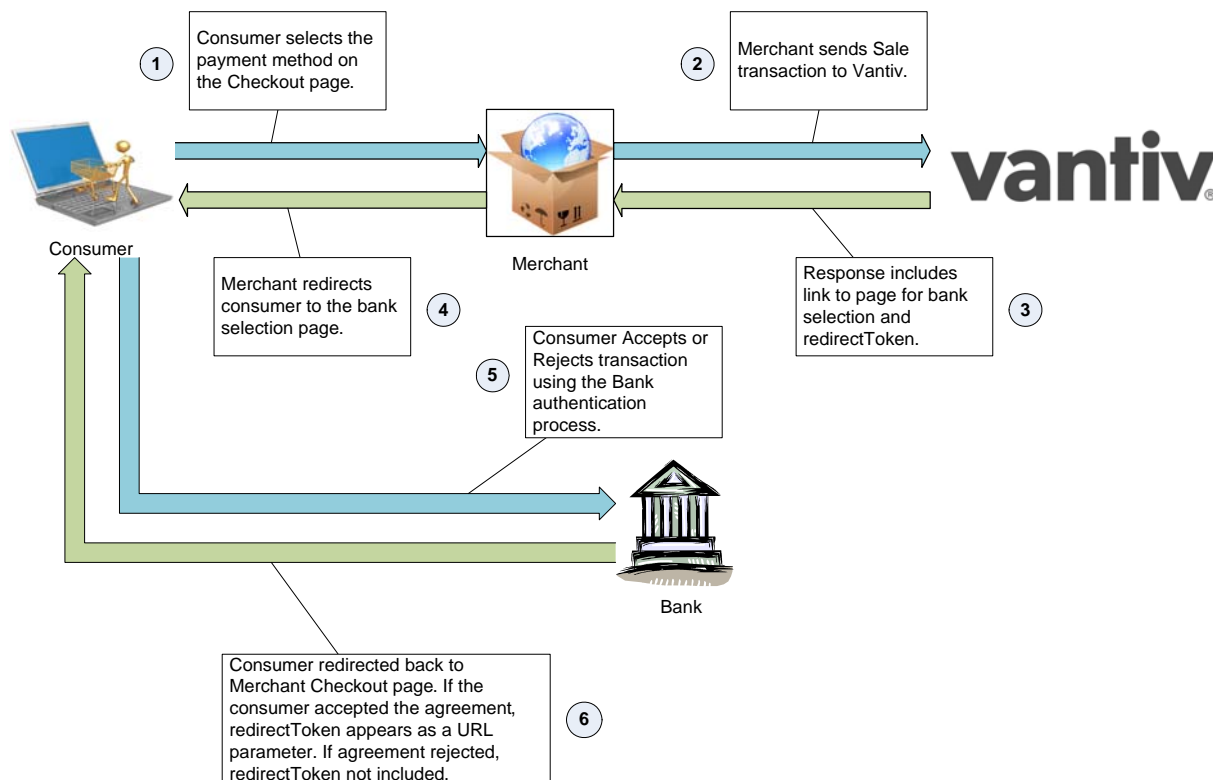 1
Consumer selects the
payment method on
the Checkout page.
2
Merchant sends Sale
transaction to Vantiv.
vantiv®
Consumer
Merchant
Response includes
link to page for bank
selection and
redirectToken.
3
Merchant redirects
consumer to the bank
selection page.
4
5
Consumer Accepts or
Rejects transaction
using the Bank
authentication
process.
Bank
Consumer redirected back to
Merchant Checkout page. If the
consumer accepted the agreement,
redirectToken appears as a URL
parameter. If agreement rejected,
redirectToken not included.
6